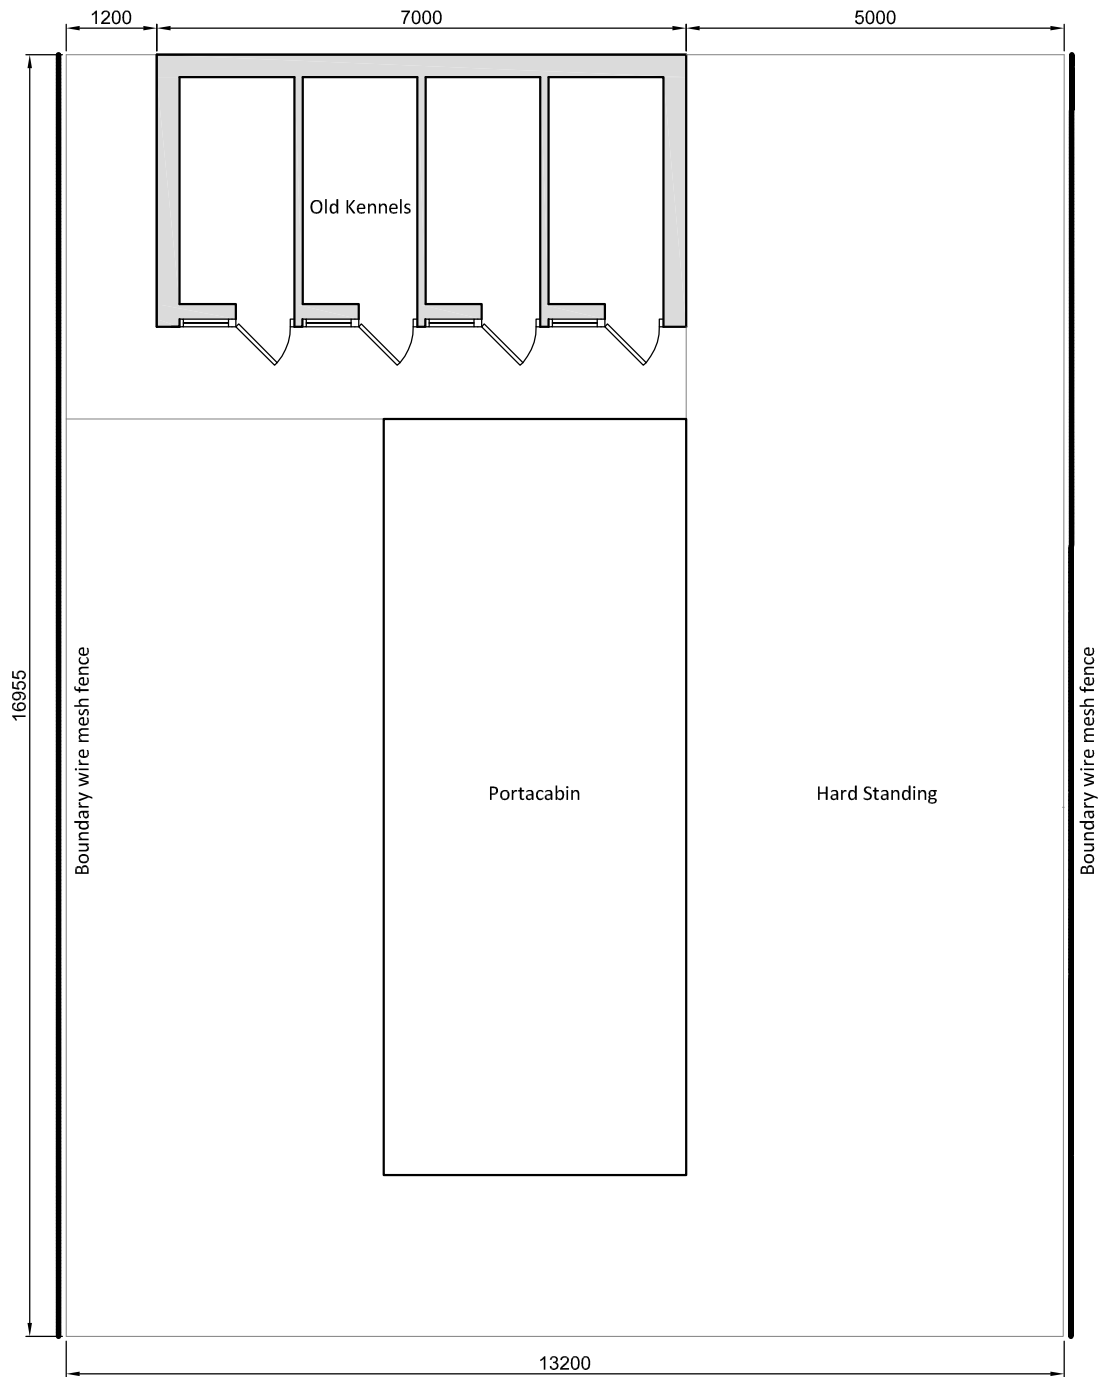 1200
7000
5000
Old Kennels
16955
Boundary wire mesh fence
Portacabin
Hard Standing
Boundary wire mesh fence
13200